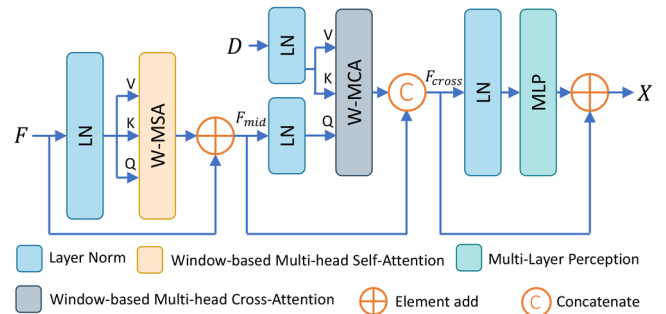 D
LN
V
K
W-MCA
F
LN
V
K
Q
W-MSA
F_mid
LN
Q
C
F_cross
LN
MLP
X
Layer Norm
Window-based Multi-head Self-Attention
Multi-Layer Perception
Window-based Multi-head Cross-Attention
Element add
C
Concatenate